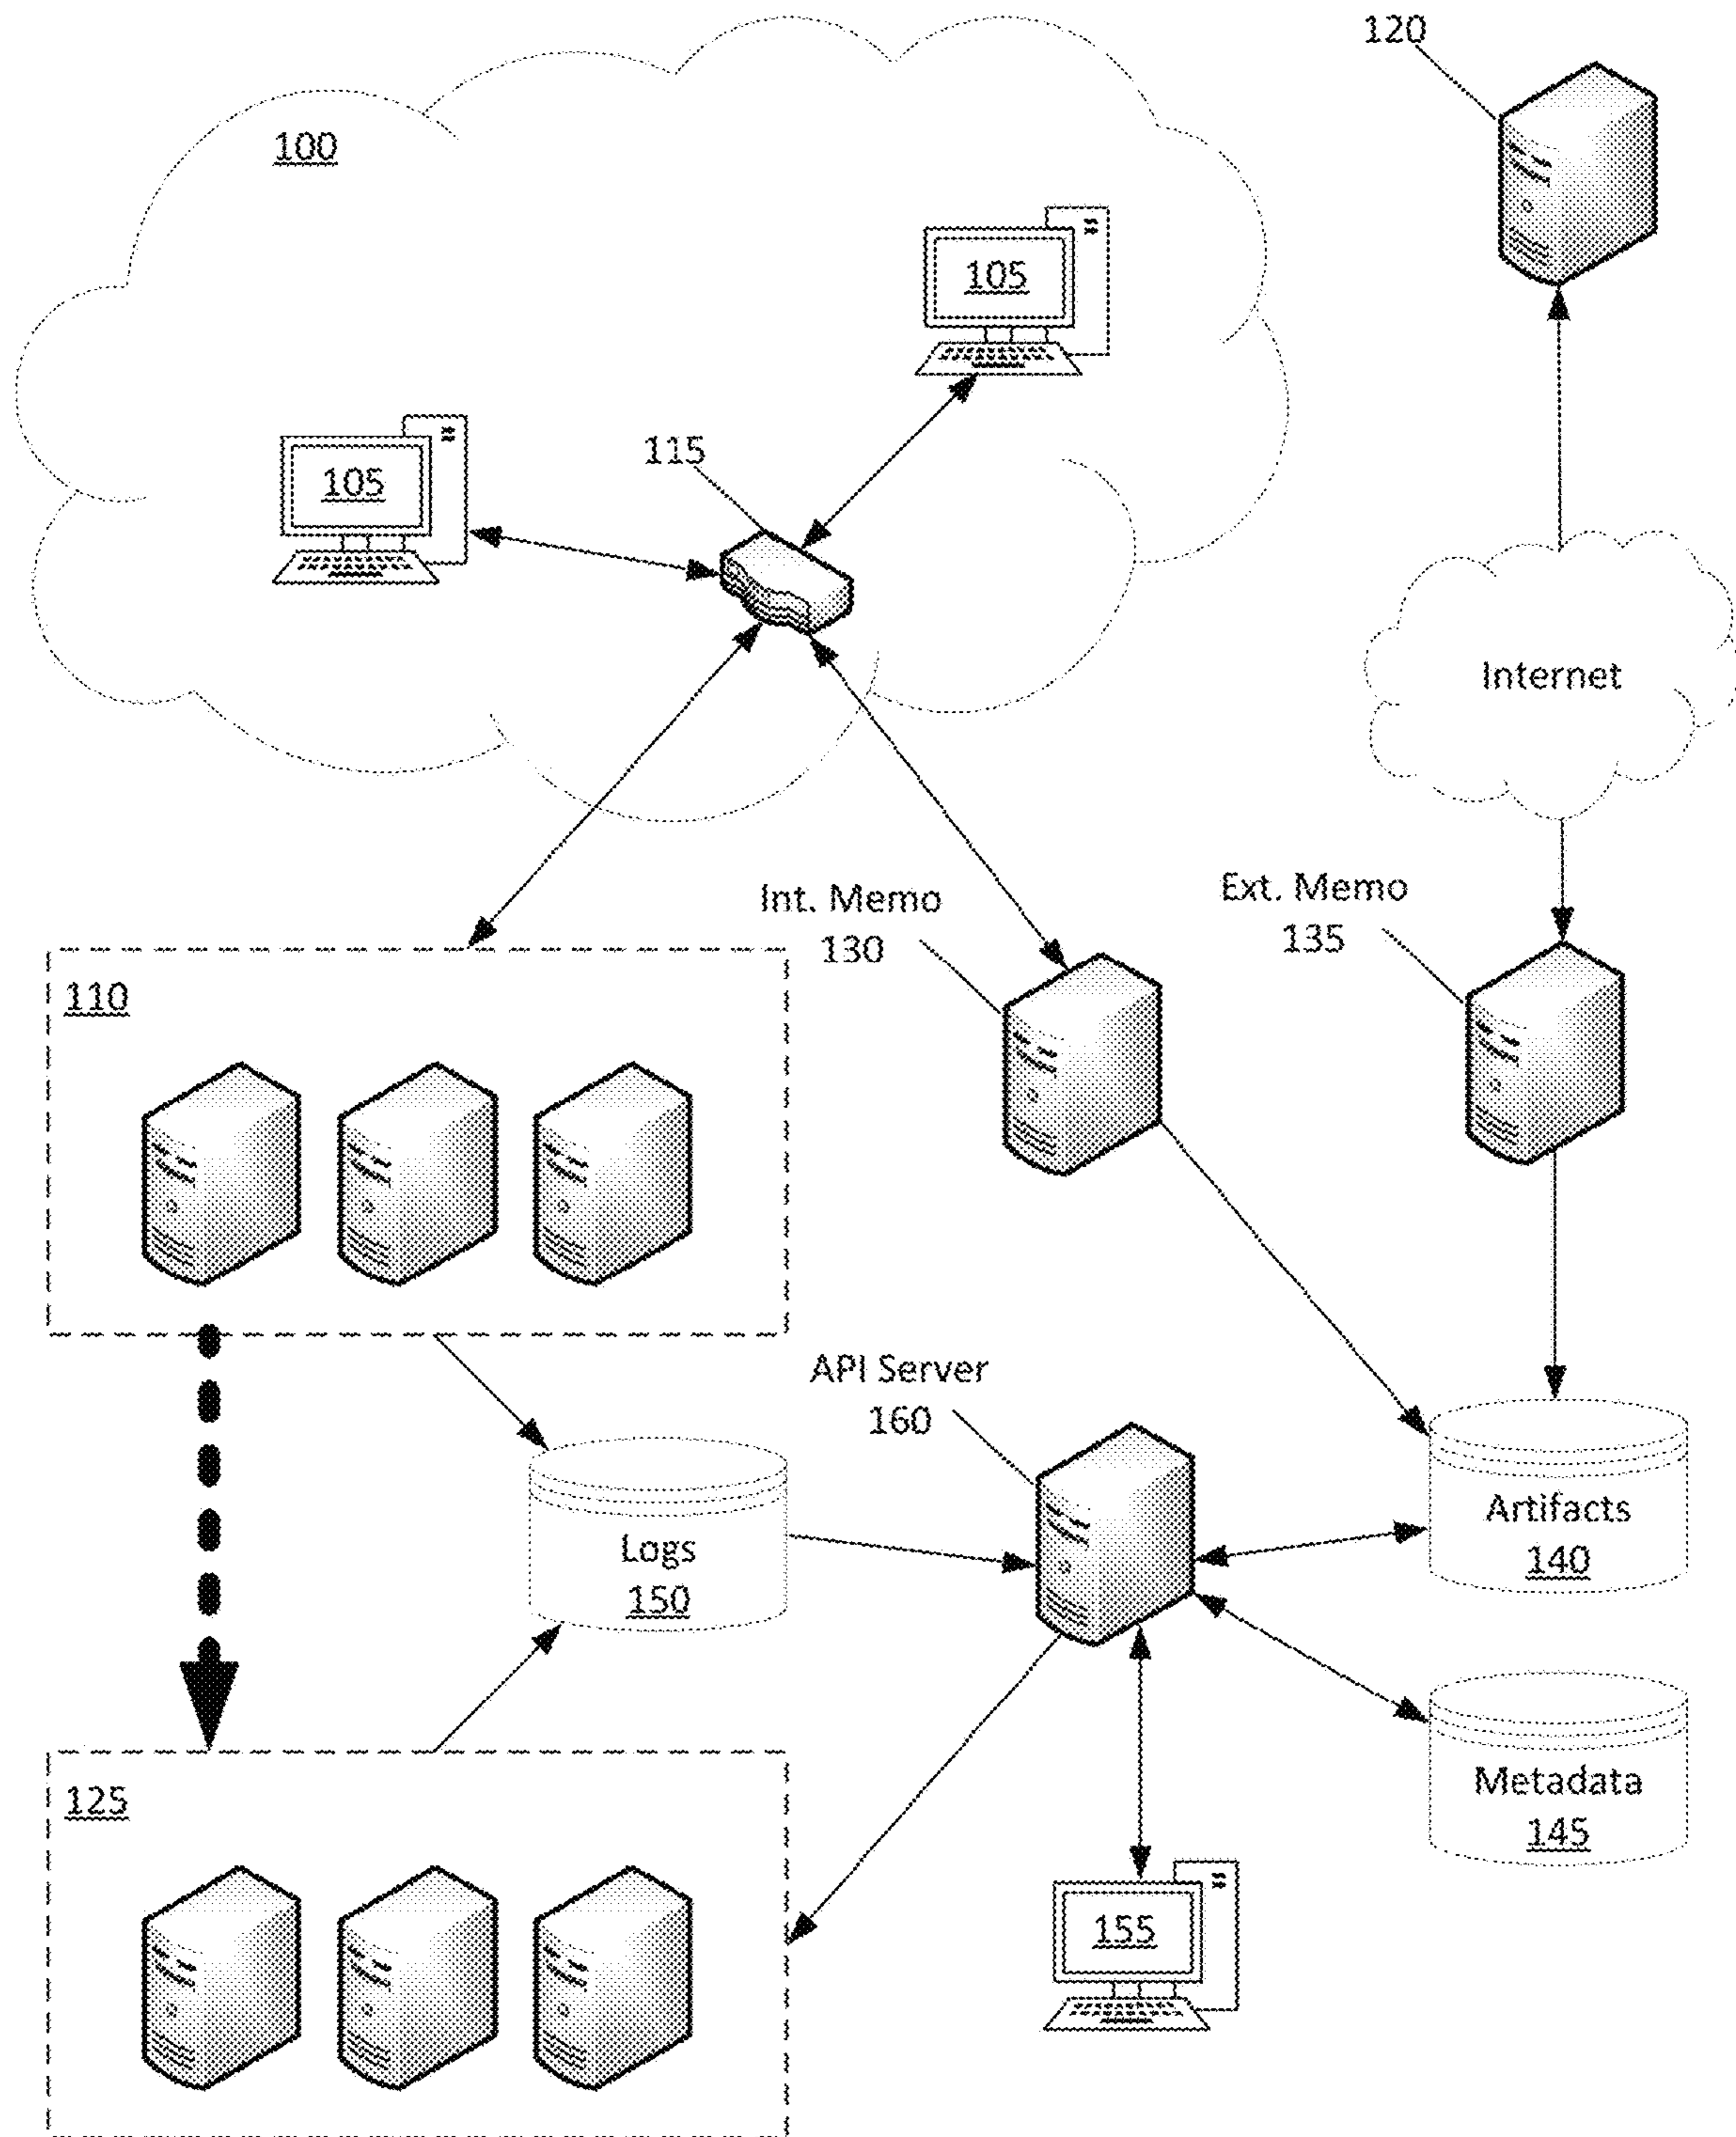 120
100
105
115
105
Internet
Int. Memo
130
Ext. Memo
135
110
API Server
160
Logs
150
Artifacts
140
Metadata
145
125
155